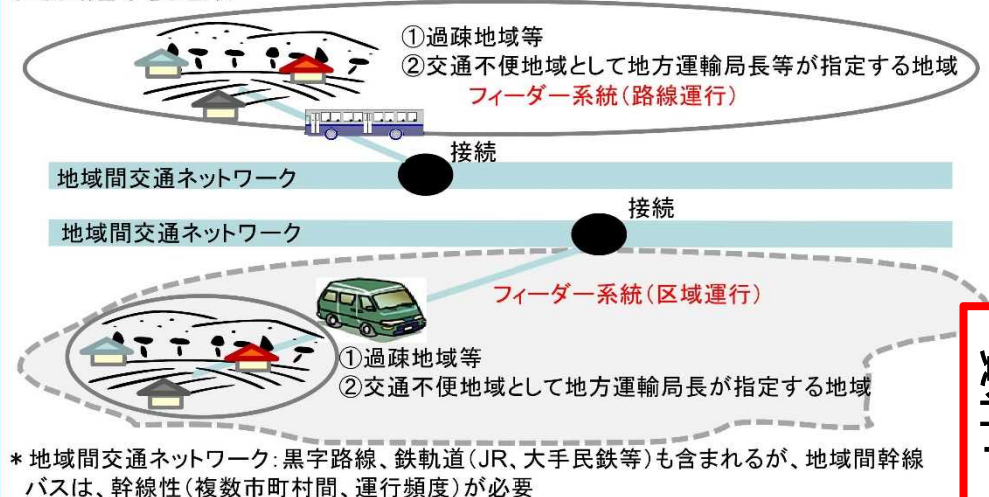 ①過疎地域等
②交通不便地域として地方運輸局長等が指定する地域
フィーダー系統(路線運行)
接続
地域間交通ネットワーク
接続
地域間交通ネットワーク
フィーダー系統(区域運行)
①過疎地域等
②交通不便地域として地方運輸局長が指定する地域
*地域間交通ネットワーク:黒字路線、鉄軌道(JR、大手民鉄等)も含まれるが、地域間幹線
バスは、幹線性(複数市町村間、運行頻度)が必要